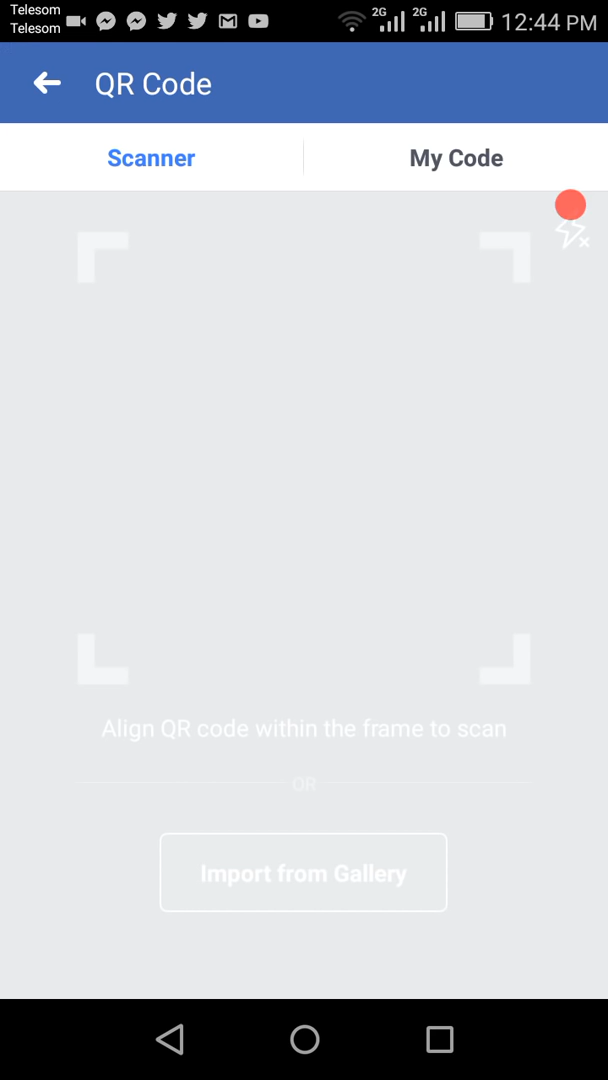 Telesom
Telesom
2G
2G
12:44 PM
QR Code
Scanner
My Code
Align QR code within the frame to scan
OR
Import from Gallery